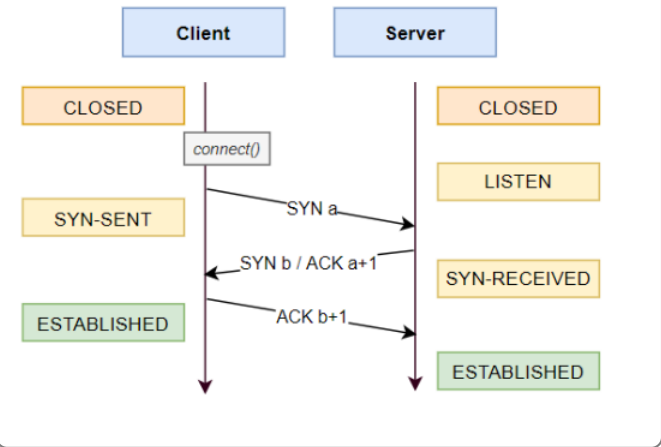 Client
Server
CLOSED
CLOSED
connect()
LISTEN
SYN a
SYN-SENT
SYN b / ACK a+1
SYN-RECEIVED
ACK b+1
ESTABLISHED
ESTABLISHED